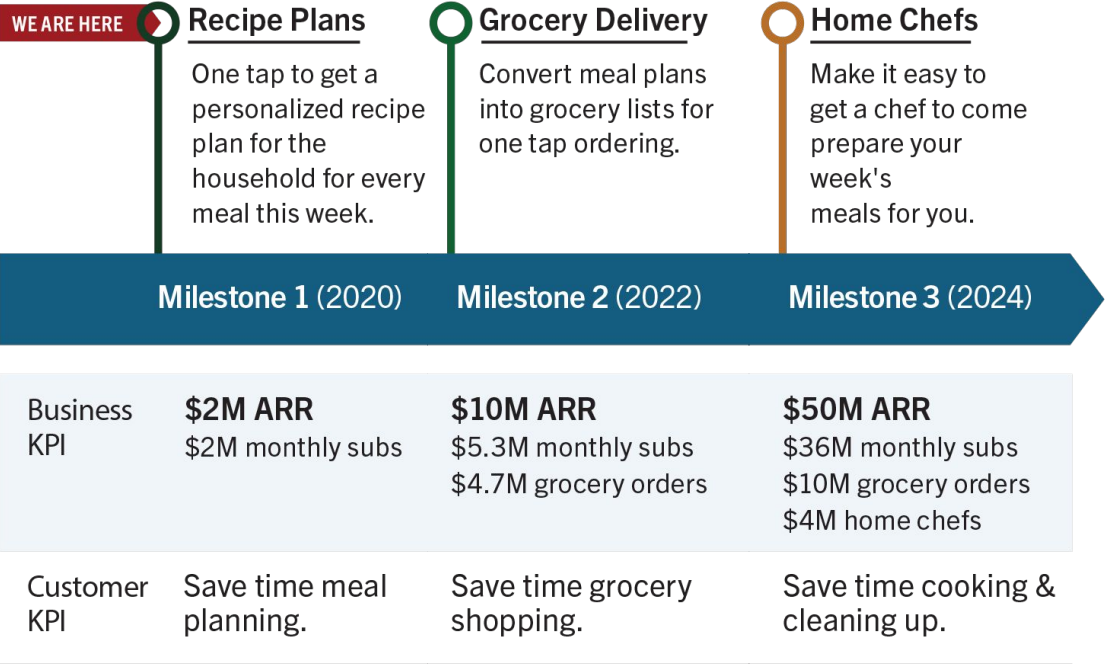 WE ARE HERE
Recipe Plans
One tap to get a
personalized recipe
plan for the
household for every
meal this week.
Grocery Delivery
Convert meal plans
into grocery lists for
one tap ordering.
Home Chefs
Make it easy to
get a chef to come
prepare your
week's
meals for you.
Milestone 1 (2020)
Milestone 2 (2022)
Milestone 3 (2024)
Business
KPI
$2M ARR
$2M monthly subs
$10M ARR
$5.3M monthly subs
$4.7M grocery orders
$50M ARR
$36M monthly subs
$10M grocery orders
$4M home chefs
Customer
KPI
Save time meal
planning.
Save time grocery
shopping.
Save time cooking &
cleaning up.